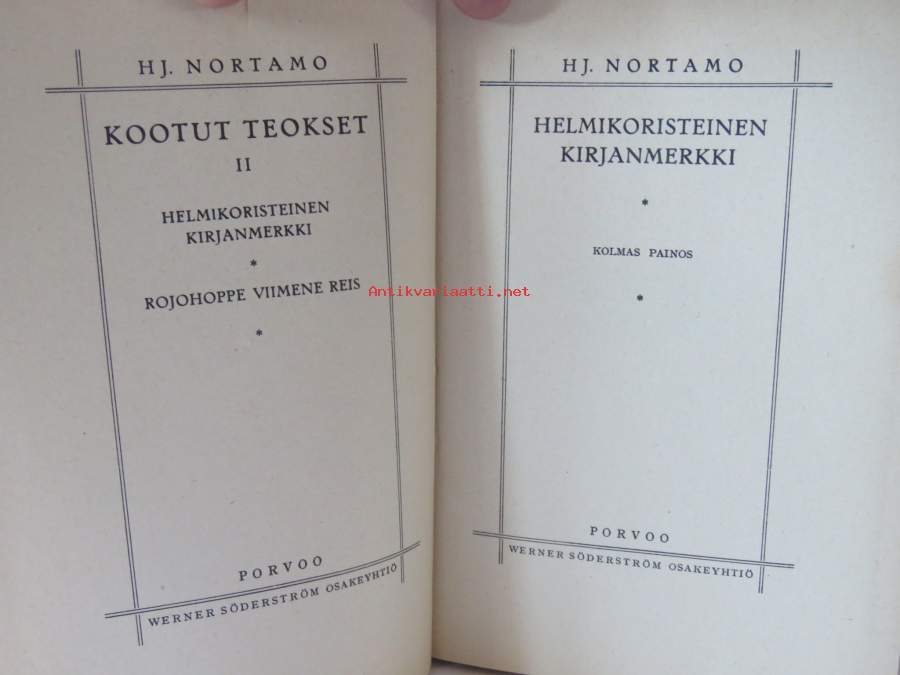 HJ. NORTAMO
KOOTUT TEOKSET
II
HELMIKORISTEINEN
KIRJANMERKKI
*
ROJOHOPPE VIIMENE REIS
*
PORVOO
WERNER SÖDERSTRÖM OSAKEYHTIÖ
HJ. NORTAMO
HELMIKORISTEINEN
KIRJANMERKKI
*
KOLMAS PAINOS
*
PORVOO
WERNER SÖDERSTRÖM OSAKEYHTIÖ
Antikvariaatti.net